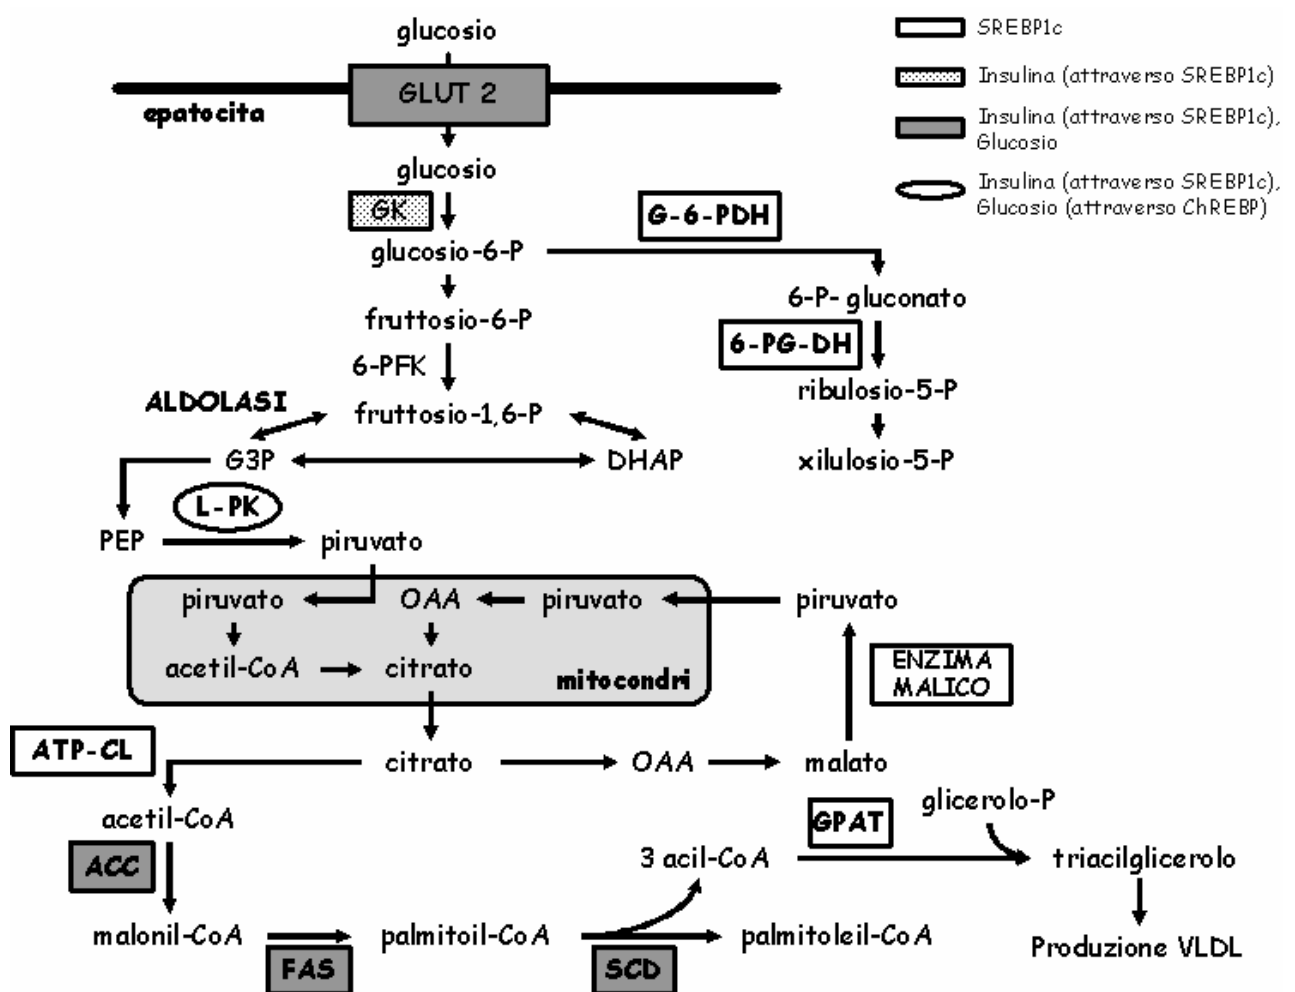 glucosio
SREBP1c
GLUT 2
Insulina (attraverso SREBP1c)
epatocita
Insulina (attraverso SREBP1c),
Glucosio
glucosio
Insulina (attraverso SREBP1c),
Glucosio (attraverso ChREBP)
GK
G-6-PDH
glucosio-6-P
6-P- gluconato
fruttosio-6-P
6-PG-DH
6-PFK
ribulosio-5-P
ALDOLASI
fruttosio-1,6-P
G3P
DHAP
xilulosio-5-P
L-PK
PEP
piruvato
piruvato
OAA
piruvato
piruvato
acetil-CoA
citrato
mitocondri
ENZIMA
MALICO
ATP-CL
citrato
OAA
malato
acetil-CoA
glicerolo-P
GPAT
ACC
3 acil-CoA
triacilglicerolo
malonil-CoA
palmitoil-CoA
palmitoleil-CoA
Produzione VLDL
FAS
SCD